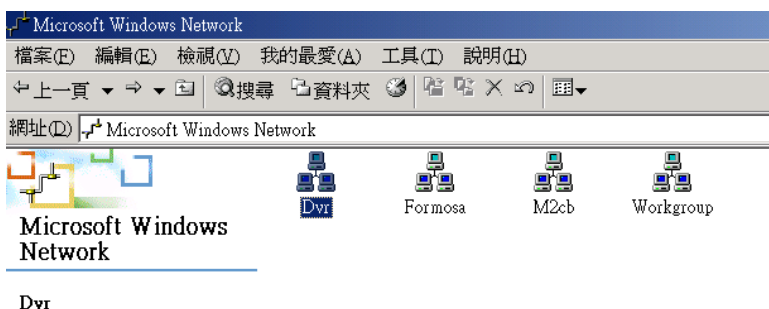 Microsoft Windows Network
檔案(F) 編輯(E) 檢視(V) 我的最愛(A) 工具(T) 說明(H)
上一頁 搜尋 資料夾
網址(D) Microsoft Windows Network
Dvr Formosa M2cb Workgroup
Microsoft Windows
Network
Dvr